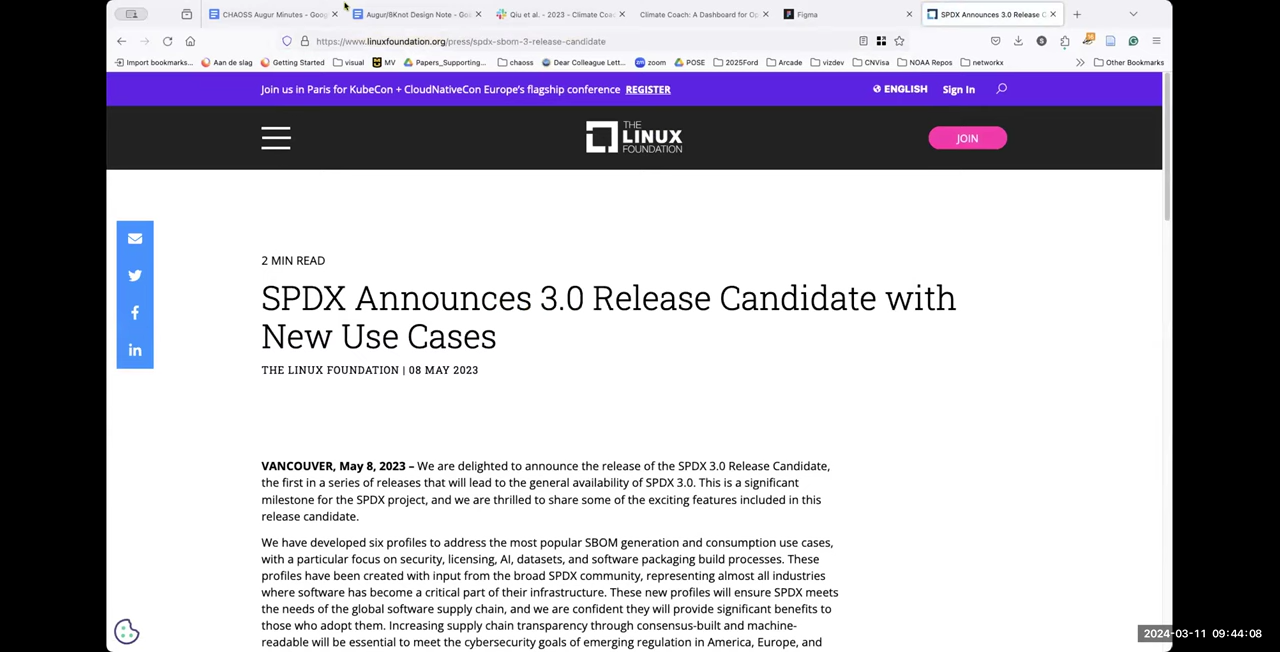 CHAOSS Augur Minutes - Goog
Augur/8Knot Design Note - Goo
Qiu et al. - 2023 - Climate Coac
Climate Coach: A Dashboard for Op
Figma
SPDX Announces 3.0 Release C
https://www.linuxfoundation.org/press/spdx-sbom-3-release-candidate
Import bookmarks...
Aan de slag
Getting Started
visual
MV
Papers_Supporting...
chaoss
Dear Colleague Lett...
zoom
POSE
2025Ford
Arcade
vizdev
CNVisa
NOAA Repos
networkx
Other Bookmarks
Join us in Paris for KubeCon + CloudNativeCon Europe's flagship conference REGISTER
ENGLISH
Sign In
THE
LINUX
FOUNDATION
JOIN
2 MIN READ
SPDX Announces 3.0 Release Candidate with
New Use Cases
THE LINUX FOUNDATION | 08 MAY 2023
VANCOUVER, May 8, 2023 – We are delighted to announce the release of the SPDX 3.0 Release Candidate,
the first in a series of releases that will lead to the general availability of SPDX 3.0. This is a significant
milestone for the SPDX project, and we are thrilled to share some of the exciting features included in this
release candidate.
We have developed six profiles to address the most popular SBOM generation and consumption use cases,
with a particular focus on security, licensing, AI, datasets, and software packaging build processes. These
profiles have been created with input from the broad SPDX community, representing almost all industries
where software has become a critical part of their infrastructure. These new profiles will ensure SPDX meets
the needs of the global software supply chain, and we are confident they will provide significant benefits to
those who adopt them. Increasing supply chain transparency through consensus-built and machine-
readable will be essential to meet the cybersecurity goals of emerging regulation in America, Europe, and
2024-03-11 09:44:08